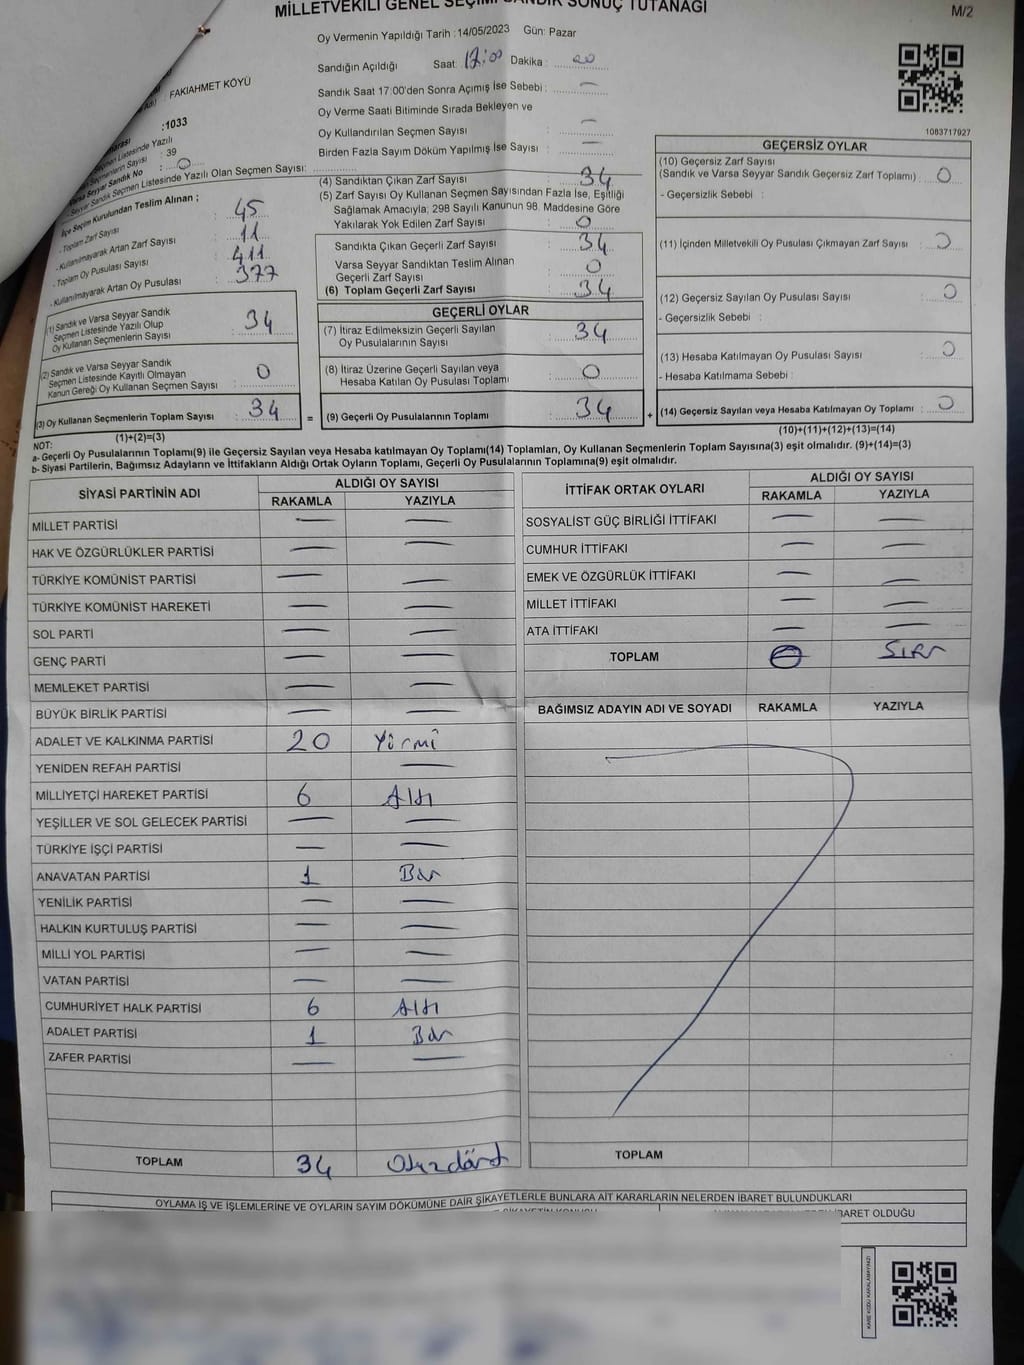 MİLLETVEKİLİ GENEL SEÇİMİ SANDIK SONUÇ TUTANAĞI
M/2
Oy Vermenin Yapıldığı Tarih :14/05/2023 Gün: Pazar
Sandığın Açıldığı Saat: 17:00 Dakika : 00
Sandık Saat 17:00'den Sonra Açımış İse Sebebi : —
Oy Verme Saati Bitiminde Sırada Bekleyen ve
Oy Kullandırılan Seçmen Sayısı : —
Birden Fazla Sayım Döküm Yapılmış İse Sayısı : —
: FAKIAHMET KÖYÜ
:1033
Seçmen Listesinde Yazılı
: 39
Varsa Seyyar Sandık No : 0
- Seyyar Sandık Seçmen Listesinde Yazılı Olan Seçmen Sayısı:
İlçe Seçim Kurulundan Teslim Alınan ;
- Toplam Zarf Sayısı : 45
- Kullanılmayarak Artan Zarf Sayısı : 11
- Toplam Oy Pusulası Sayısı : 411
- Kullanılmayarak Artan Oy Pusulası : 377
(1) Sandık ve Varsa Seyyar Sandık
Seçmen Listesinde Yazılı Olup
Oy Kullanan Seçmenlerin Sayısı : 34
(2) Sandık ve Varsa Seyyar Sandık
Seçmen Listesinde Kayıtlı Olmayan
Kanun Gereği Oy Kullanan Seçmen Sayısı : 0
(3) Oy Kullanan Seçmenlerin Toplam Sayısı : 34
(1)+(2)=(3)
(4) Sandıktan Çıkan Zarf Sayısı : 34
(5) Zarf Sayısı Oy Kullanan Seçmen Sayısından Fazla İse, Eşitliği
Sağlamak Amacıyla, 298 Sayılı Kanunun 98. Maddesine Göre
Yakılarak Yok Edilen Zarf Sayısı : 0
Sandıkta Çıkan Geçerli Zarf Sayısı : 34
Varsa Seyyar Sandıktan Teslim Alınan
Geçerli Zarf Sayısı : 0
(6) Toplam Geçerli Zarf Sayısı : 34
GEÇERLİ OYLAR
(7) İtiraz Edilmeksizin Geçerli Sayılan
Oy Pusulalarının Sayısı : 34
(8) İtiraz Üzerine Geçerli Sayılan veya
Hesaba Katılan Oy Pusulası Toplamı : 0
= (9) Geçerli Oy Pusulalarının Toplamı : 34 +
1083717927
GEÇERSİZ OYLAR
(10) Geçersiz Zarf Sayısı
(Sandık ve Varsa Seyyar Sandık Geçersiz Zarf Toplamı) : 0
- Geçersizlik Sebebi :
(11) İçinden Milletvekili Oy Pusulası Çıkmayan Zarf Sayısı : 0
(12) Geçersiz Sayılan Oy Pusulası Sayısı : 0
- Geçersizlik Sebebi :
(13) Hesaba Katılmayan Oy Pusulası Sayısı : 0
- Hesaba Katılmama Sebebi :
(14) Geçersiz Sayılan veya Hesaba Katılmayan Oy Toplamı : 0
(10)+(11)+(12)+(13)=(14)
NOT:
a- Geçerli Oy Pusulalarının Toplamı(9) ile Geçersiz Sayılan veya Hesaba katılmayan Oy Toplamı(14) Toplamları, Oy Kullanan Seçmenlerin Toplam Sayısına(3) eşit olmalıdır. (9)+(14)=(3)
b- Siyasi Partilerin, Bağımsız Adayların ve İttifakların Aldığı Ortak Oyların Toplamı, Geçerli Oy Pusulalarının Toplamına(9) eşit olmalıdır.
SİYASİ PARTİNİN ADI
ALDIĞI OY SAYISI
RAKAMLA YAZIYLA
MİLLET PARTİSİ — —
HAK VE ÖZGÜRLÜKLER PARTİSİ — —
TÜRKİYE KOMÜNİST PARTİSİ — —
TÜRKİYE KOMÜNİST HAREKETİ — —
SOL PARTİ — —
GENÇ PARTİ — —
MEMLEKET PARTİSİ — —
BÜYÜK BİRLİK PARTİSİ — —
ADALET VE KALKINMA PARTİSİ 20 Yirmi
YENİDEN REFAH PARTİSİ —
MİLLİYETÇİ HAREKET PARTİSİ 6 Altı
YEŞİLLER VE SOL GELECEK PARTİSİ — —
TÜRKİYE İŞÇİ PARTİSİ — —
ANAVATAN PARTİSİ 1 Bir
YENİLİK PARTİSİ — —
HALKIN KURTULUŞ PARTİSİ — —
MİLLİ YOL PARTİSİ — —
VATAN PARTİSİ — —
CUMHURİYET HALK PARTİSİ 6 Altı
ADALET PARTİSİ 1 Bir
ZAFER PARTİSİ — —
TOPLAM 34 Otuzdört
İTTİFAK ORTAK OYLARI
ALDIĞI OY SAYISI
RAKAMLA YAZIYLA
SOSYALİST GÜÇ BİRLİĞİ İTTİFAKI — —
CUMHUR İTTİFAKI — —
EMEK VE ÖZGÜRLÜK İTTİFAKI — —
MİLLET İTTİFAKI — —
ATA İTTİFAKI — —
TOPLAM 0 Sıfır
BAĞIMSIZ ADAYIN ADI VE SOYADI RAKAMLA YAZIYLA
TOPLAM
OYLAMA İŞ VE İŞLEMLERİNE VE OYLARIN SAYIM DÖKÜMÜNE DAİR ŞİKAYETLERLE BUNLARA AİT KARARLARIN NELERDEN İBARET BULUNDUKLARI
İBARET OLDUĞU
KARE KODU KARALAMAYINIZ!